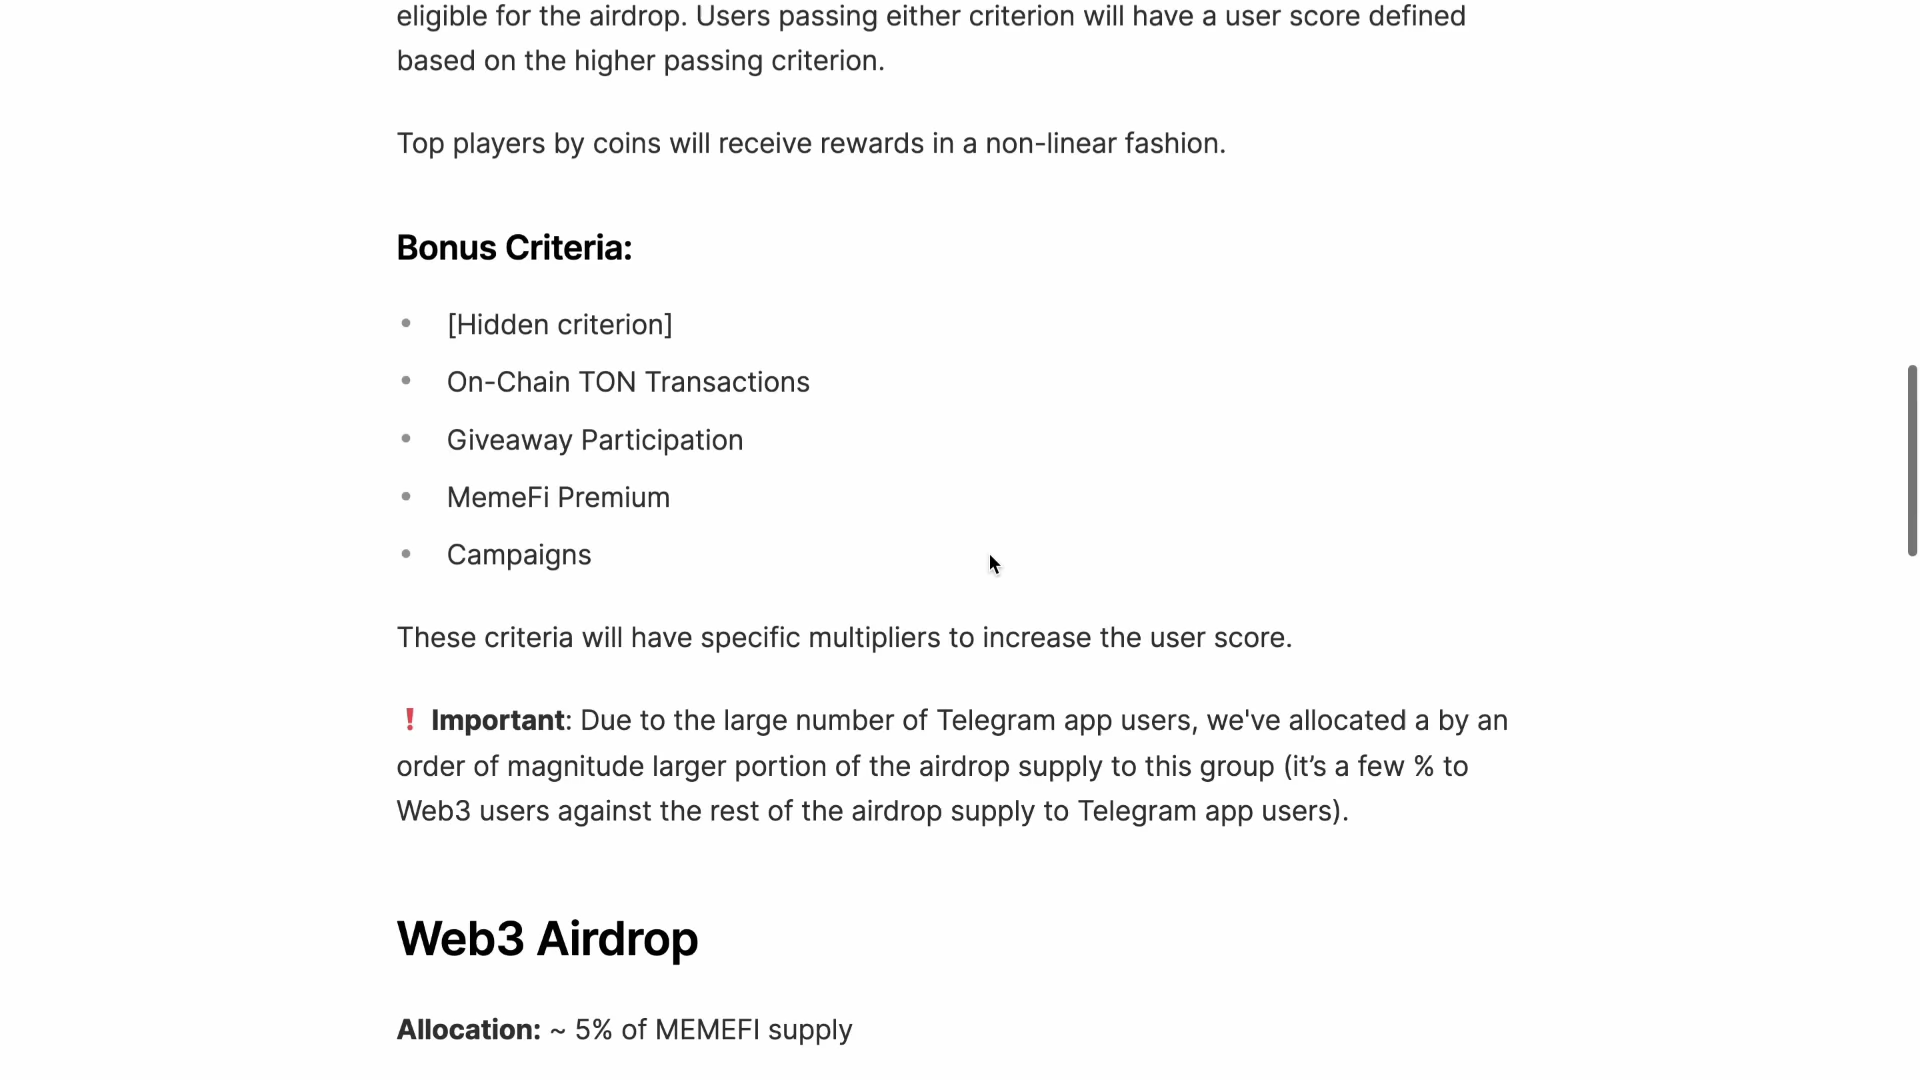 eligible for the airdrop. Users passing either criterion will have a user score defined
based on the higher passing criterion.
Top players by coins will receive rewards in a non-linear fashion.
Bonus Criteria:
• [Hidden criterion]
• On-Chain TON Transactions
• Giveaway Participation
• MemeFi Premium
• Campaigns
These criteria will have specific multipliers to increase the user score.
❗ Important: Due to the large number of Telegram app users, we've allocated a by an
order of magnitude larger portion of the airdrop supply to this group (it’s a few % to
Web3 users against the rest of the airdrop supply to Telegram app users).
Web3 Airdrop
Allocation: ~ 5% of MEMEFI supply